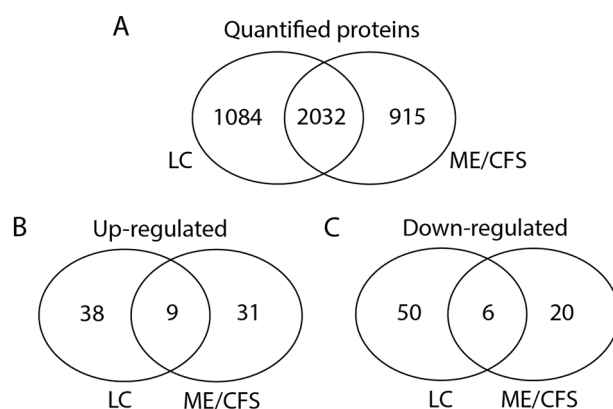 A Quantified proteins
1084 2032 915
LC ME/CFS
B Up-regulated
38 9 31
LC ME/CFS
C Down-regulated
50 6 20
LC ME/CFS